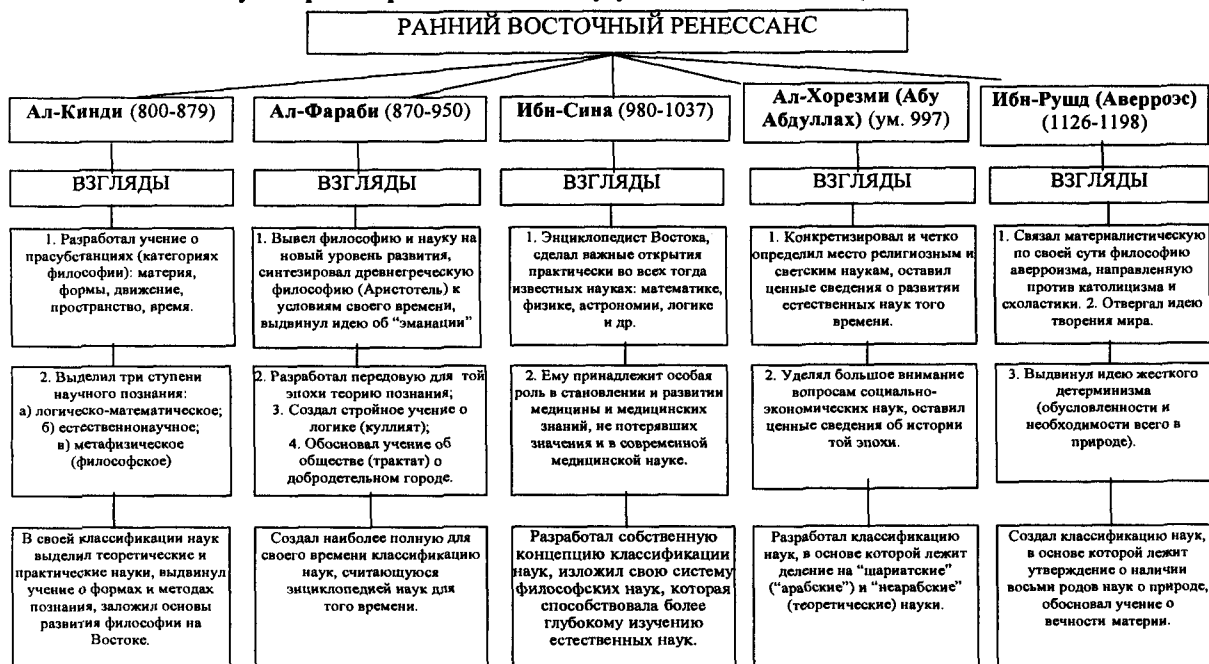 РАННИЙ ВОСТОЧНЫЙ РЕНЕССАНС
Ал-Кинди (800-879)
ВЗГЛЯДЫ
1. Разработал учение о
прасубстанциях (категориях
философии): материя,
формы, движение,
пространство, время.
2. Выделил три ступени
научного познания:
а) логическо-математическое;
б) естественнонаучное;
в) метафизическое
(философское)
В своей классификации наук
выделил теоретические и
практические науки, выдвинул
учение о формах и методах
познания, заложил основы
развития философии на
Востоке.
Ал-Фараби (870-950)
ВЗГЛЯДЫ
1. Вывел философию и науку на
новый уровень развития,
синтезировал древнегреческую
философию (Аристотель) к
условиям своего времени,
выдвинул идею об "эманации"
2. Разработал передовую для той
эпохи теорию познания;
3. Создал стройное учение о
логике (куллият);
4. Обосновал учение об
обществе (трактат) о
добродетельном городе.
Создал наиболее полную для
своего времени классификацию
наук, считающуюся
энциклопедией наук для
того времени.
Ибн-Сина (980-1037)
ВЗГЛЯДЫ
1. Энциклопедист Востока,
сделал важные открытия
практически во всех тогда
известных науках: математике,
физике, астрономии, логике
и др.
2. Ему принадлежит особая
роль в становлении и развитии
медицины и медицинских
знаний, не потерявших
значения и в современной
медицинской науке.
Разработал собственную
концепцию классификации
наук, изложил свою систему
философских наук, которая
способствовала более
глубокому изучению
естественных наук.
Ал-Хорезми (Абу
Абдуллах) (ум. 997)
ВЗГЛЯДЫ
1. Конкретизировал и четко
определил место религиозным и
светским наукам, оставил
ценные сведения о развитии
естественных наук того
времени.
2. Уделял большое внимание
вопросам социально-
экономических наук, оставил
ценные сведения об истории
той эпохи.
Разработал классификацию
наук, в основе которой лежит
деление на "шариатские"
("арабские") и "неарабские"
(теоретические) науки.
Ибн-Рушд (Аверроэс)
(1126-1198)
ВЗГЛЯДЫ
1. Связал материалистическую
по своей сути философию
аверроизма, направленную
против католицизма и
схоластики. 2. Отвергал идею
творения мира.
3. Выдвинул идею жесткого
детерминизма
(обусловленности и
необходимости всего в
природе).
Создал классификацию наук,
в основе которой лежит
утверждение о наличии
восьми родов наук о природе,
обосновал учение о
вечности материи.